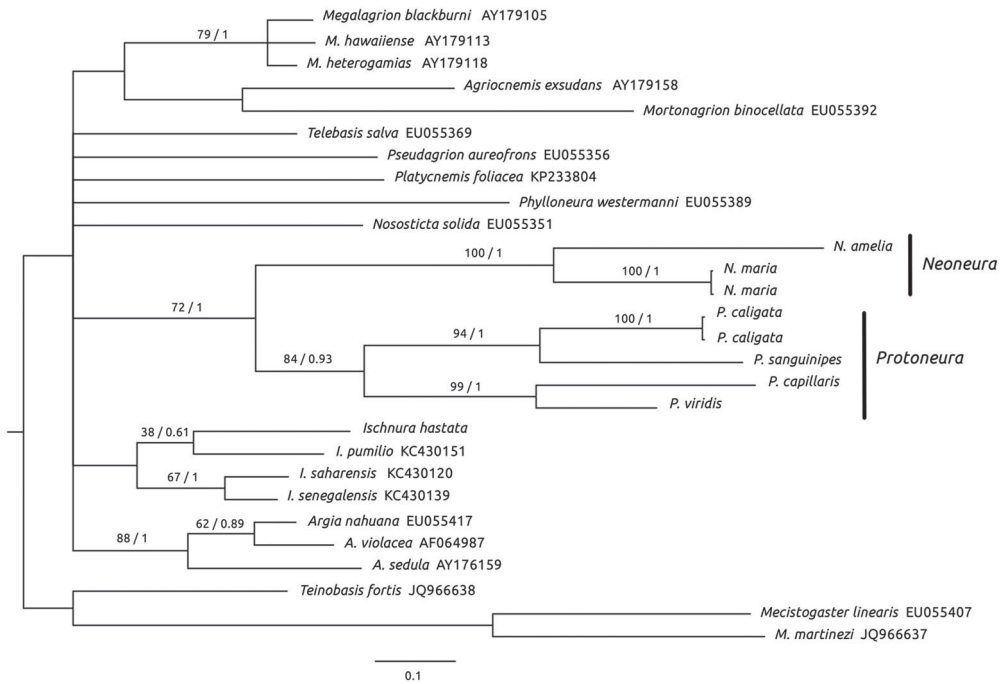 Megalagrion blackburni AY179105
79 / 1
M. hawaiiense AY179113
M. heterogamias AY179118
Agriocnemis exsudans AY179158
Mortonagrion binocellata EU055392
Telebasis salva EU055369
Pseudagrion aureofrons EU055356
Platycnemis foliacea KP233804
Phylloneura westermanni EU055389
Nososticta solida EU055351
N. amelia
100 / 1
Neoneura
100 / 1
N. maria
N. maria
72 / 1
P. caligata
100 / 1
94 / 1
P. caligata
84 / 0.93
P. sanguinipes
Protoneura
99 / 1
P. capillaris
P. viridis
Ischnura hastata
38 / 0.61
I. pumilio KC430151
67 / 1
I. saharensis KC430120
I. senegalensis KC430139
62 / 0.89
Argia nahuana EU055417
88 / 1
A. violacea AF064987
A. sedula AY176159
Teinobasis fortis JQ966638
Mecistogaster linearis EU055407
M. martinezi JQ966637
0.1